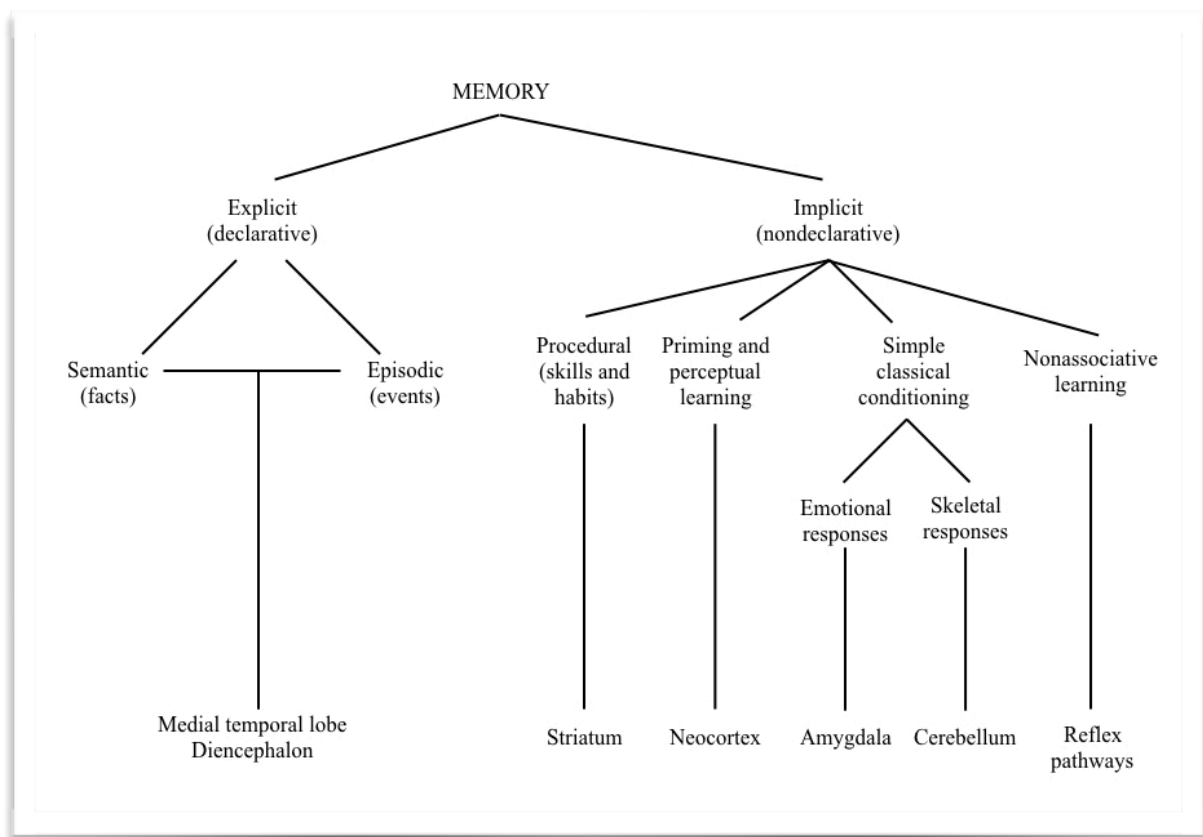 MEMORY
Explicit
(declarative)
Implicit
(nondeclarative)
Semantic
(facts)
Episodic
(events)
Procedural
(skills and
habits)
Priming and
perceptual
learning
Simple
classical
conditioning
Nonassociative
learning
Emotional
responses
Skeletal
responses
Medial temporal lobe
Diencephalon
Striatum
Neocortex
Amygdala
Cerebellum
Reflex
pathways